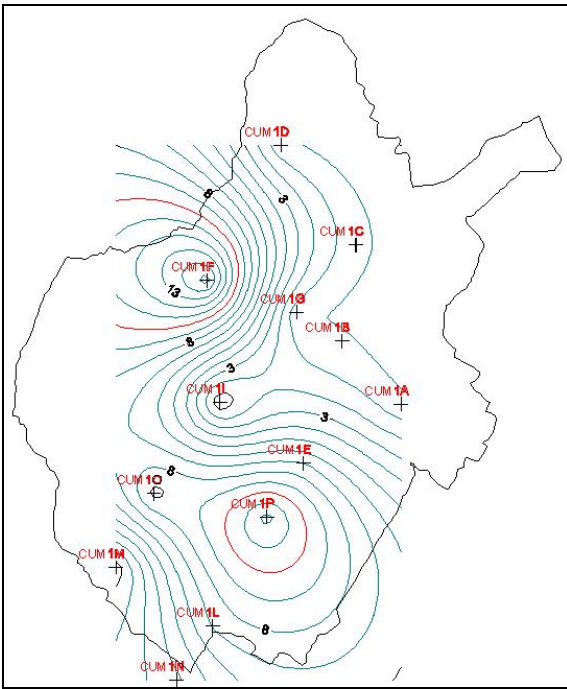 CUM 1D
8
3
CUM 1C
CUM 1F
13
CUM 1G
8
CUM 1B
3
CUM 1I
CUM 1A
3
CUM 1E
8
CUM 1O
CUM 1P
CUM 1M
CUM 1L
8
CUM 1N